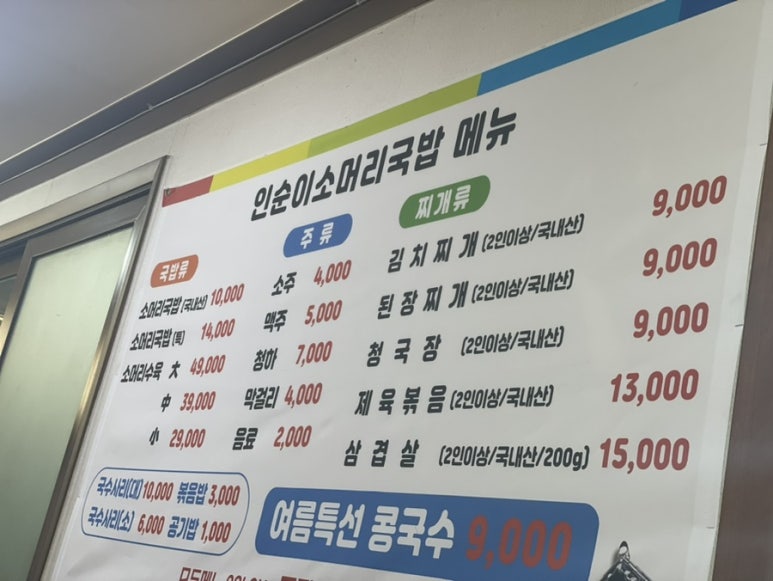 인순이소머리국밥 메뉴
국밥류
소머리국밥 (국내산) 10,000
소머리국밥 (특) 14,000
소머리수육 大 49,000
中 39,000
小 29,000
주류
소주 4,000
맥주 5,000
청하 7,000
막걸리 4,000
음료 2,000
찌개류
김치찌개 (2인이상/국내산) 9,000
된장찌개 (2인이상/국내산) 9,000
청국장 (2인이상/국내산) 9,000
제육볶음 (2인이상/국내산) 13,000
삼겹살 (2인이상/국내산/200g) 15,000
국수사리(대) 10,000 볶음밥 3,000
국수사리(소) 6,000 공기밥 1,000
여름특선 콩국수 9,000